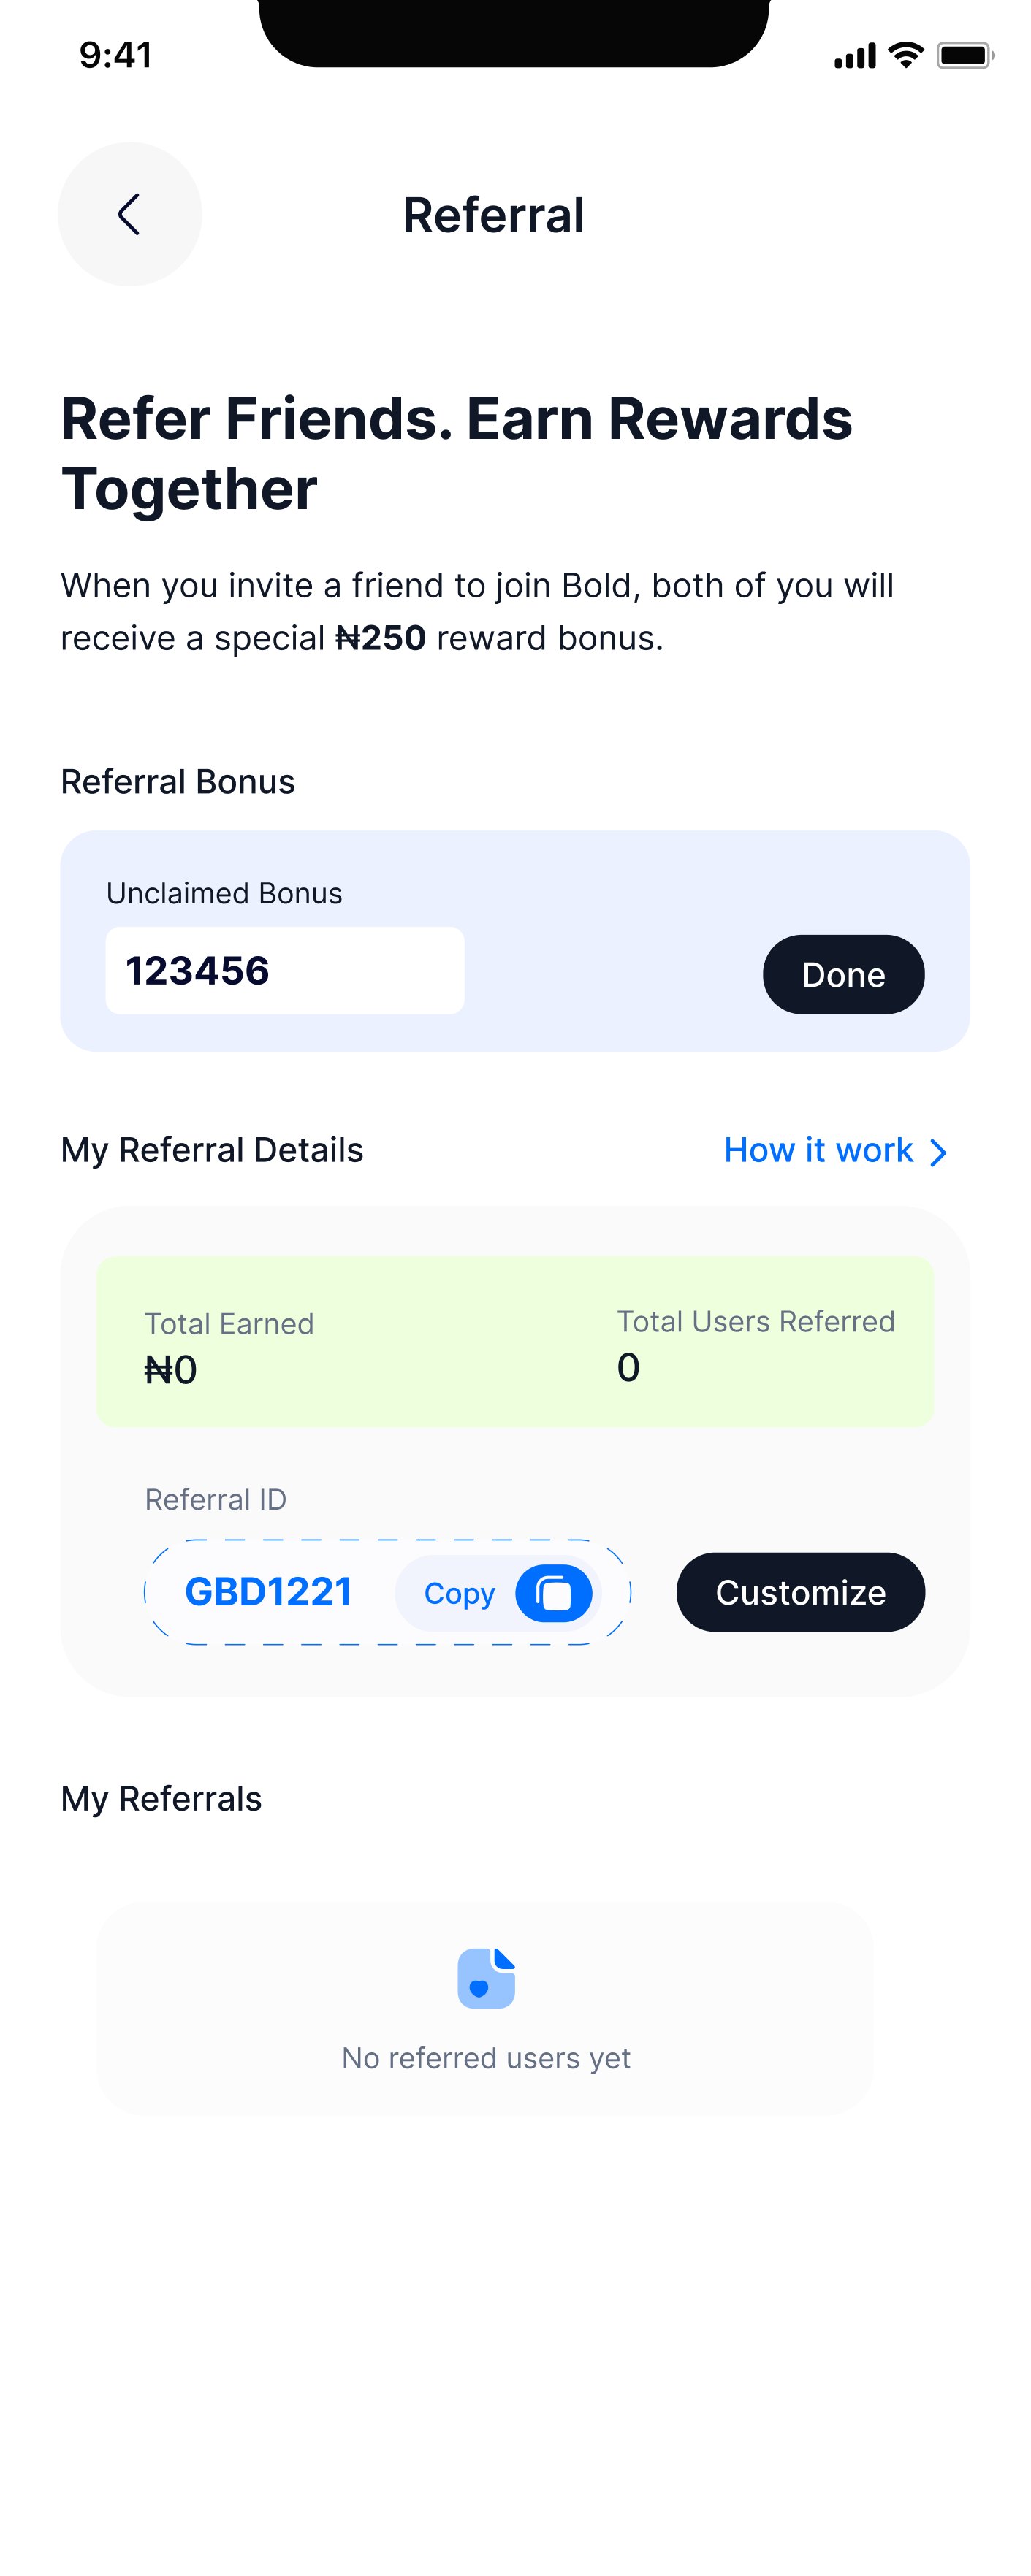 9:41
Referral
Refer Friends. Earn Rewards
Together
When you invite a friend to join Bold, both of you will
receive a special ₦250 reward bonus.
Referral Bonus
Unclaimed Bonus
123456
Done
My Referral Details
How it work
Total Earned
Total Users Referred
₦0
0
Referral ID
GBD1221
Copy
Customize
My Referrals
No referred users yet